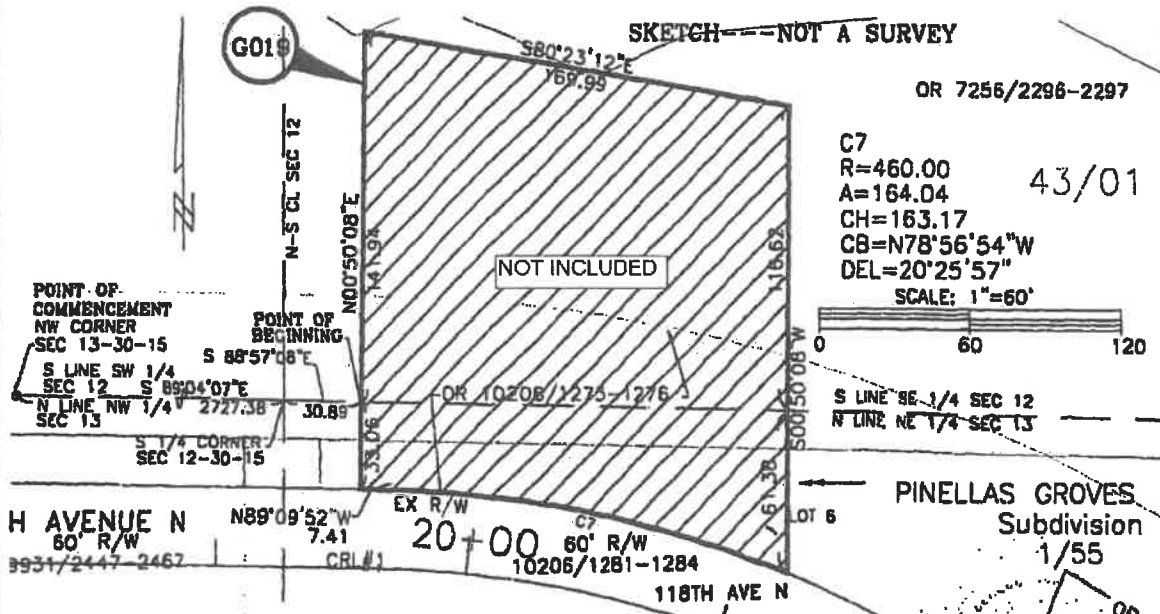 G019
SKETCH---NOT A SURVEY
S80°23'12"E
169.99
OR 7256/2296-2297
C7
R=460.00
A=164.04
CH=163.17
CB=N78°56'54"W
DEL=20°25'57"
43/01
SCALE: 1"=60'
0 60 120
N
N-S CL SEC 12
N00°50'08"E
141.94
116.62
NOT INCLUDED
POINT OF
COMMENCEMENT
NW CORNER
SEC 13-30-15
POINT OF
BEGINNING
S 88°57'08"E
S LINE SW 1/4
SEC 12 S 89°04'07"E
N LINE NW 1/4 2727.38 30.89
SEC 13
OR 10206/1275-1276
S LINE SE 1/4 SEC 12
N LINE NE 1/4 SEC 13
S 1/4 CORNER
SEC 12-30-15
33.06
S00°50'08"W
61.38
PINELLAS GROVES
Subdivision
1/55
LOT 6
H AVENUE N
60' R/W
9931/2447-2467
N89°09'52"W
7.41
CRL#1
EX R/W
20+00
C7
60' R/W
10206/1281-1284
118TH AVE N